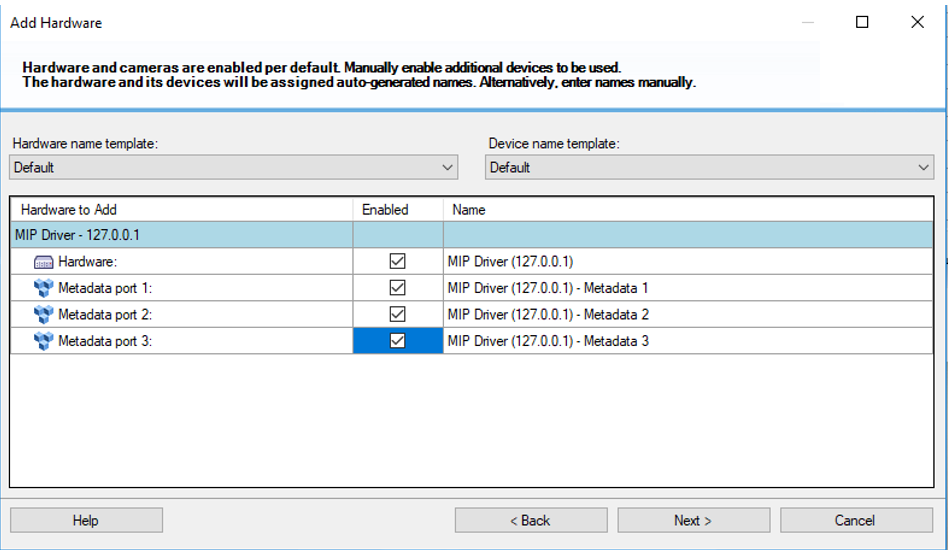 Add Hardware
Hardware and cameras are enabled per default. Manually enable additional devices to be used.
The hardware and its devices will be assigned auto-generated names. Alternatively, enter names manually.
Hardware name template: Device name template:
Default Default
Hardware to Add Enabled Name
MIP Driver - 127.0.0.1
Hardware: MIP Driver (127.0.0.1)
Metadata port 1: MIP Driver (127.0.0.1) - Metadata 1
Metadata port 2: MIP Driver (127.0.0.1) - Metadata 2
Metadata port 3: MIP Driver (127.0.0.1) - Metadata 3
Help < Back Next > Cancel